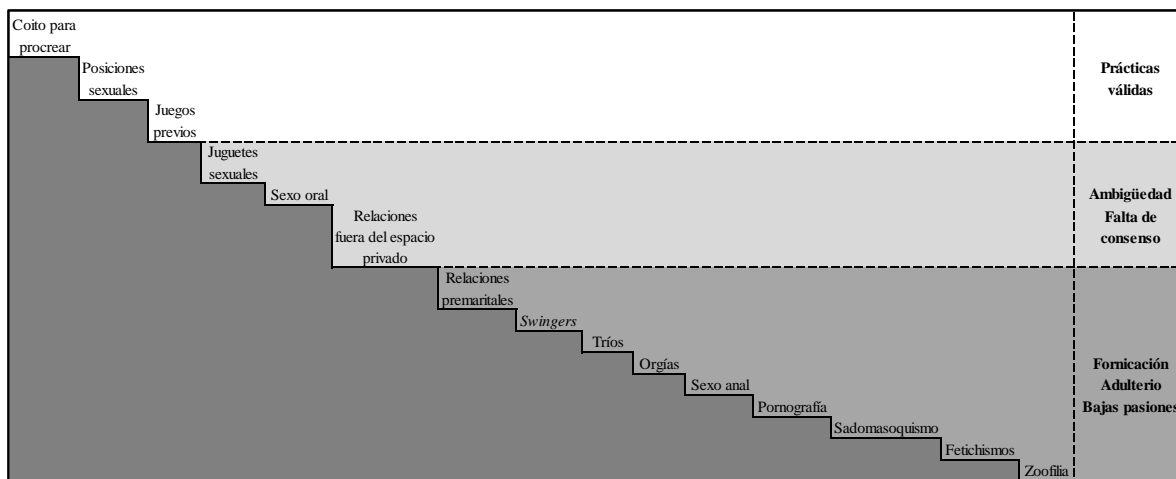 Coito para
procrear
Posiciones
sexuales
Juegos
previos
Juguetes
sexuales
Sexo oral
Relaciones
fuera del espacio
privado
Relaciones
premaritales
Swingers
Tríos
Orgías
Sexo anal
Pornografía
Sadomasoquismo
Fetichismos
Zoofilia
Prácticas
válidas
Ambigüedad
Falta de
consenso
Fornicación
Adulterio
Bajas pasiones